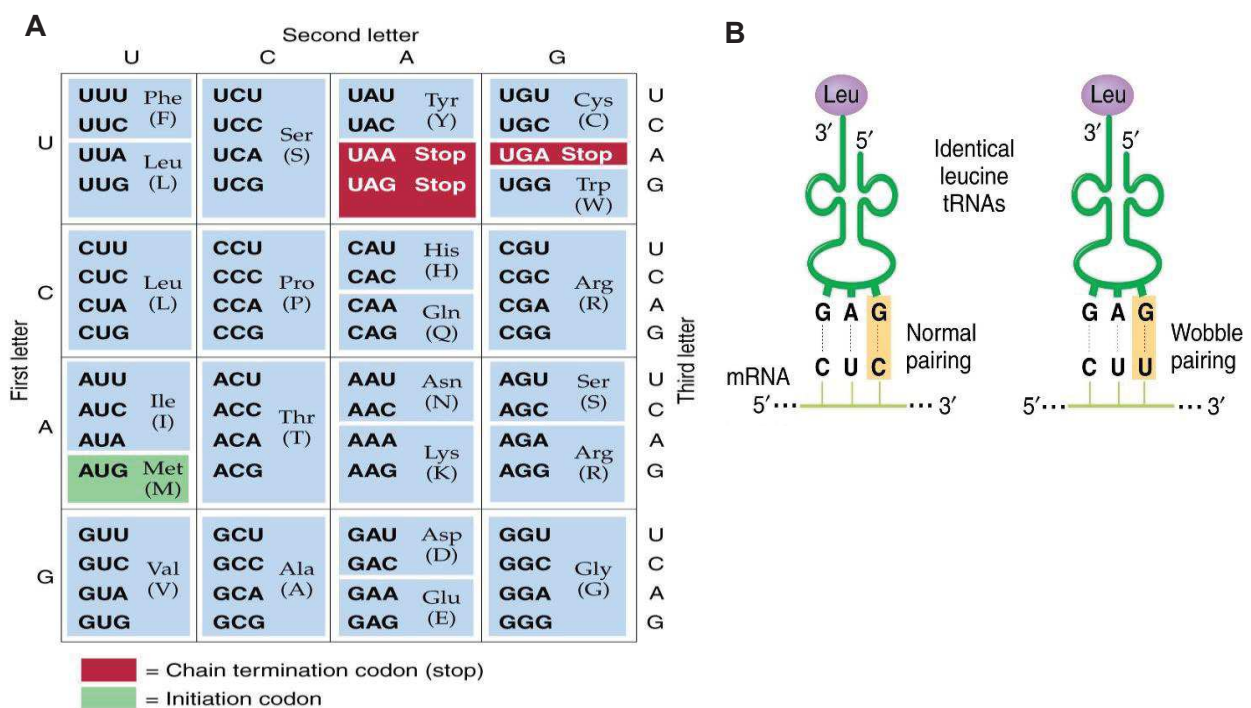 A
Second letter
U C A G
First letter
Third letter
U
UUU Phe UCU UAU Tyr UGU Cys U
UUC (F) UCC Ser UAC (Y) UGC (C) C
UUA Leu UCA (S) UAA Stop UGA Stop A
UUG (L) UCG UAG Stop UGG Trp (W) G
C
CUU CCU CAU His CGU U
CUC Leu CCC Pro CAC (H) CGC Arg C
CUA (L) CCA (P) CAA Gln CGA (R) A
CUG CCG CAG (Q) CGG G
A
AUU ACU AAU Asn AGU Ser U
AUC Ile ACC Thr AAC (N) AGC (S) C
AUA (I) ACA (T) AAA Lys AGA Arg A
AUG Met (M) ACG AAG (K) AGG (R) G
G
GUU GCU GAU Asp GGU U
GUC Val GCC Ala GAC (D) GGC Gly C
GUA (V) GCA (A) GAA Glu GGA (G) A
GUG GCG GAG (E) GGG G
= Chain termination codon (stop)
= Initiation codon
B
Leu Leu
3′ 5′ 3′ 5′
Identical
leucine
tRNAs
G A G G A G
Normal
pairing
Wobble
pairing
C U C C U U
mRNA
5′ ... ... 3′ 5′ ... ... 3′